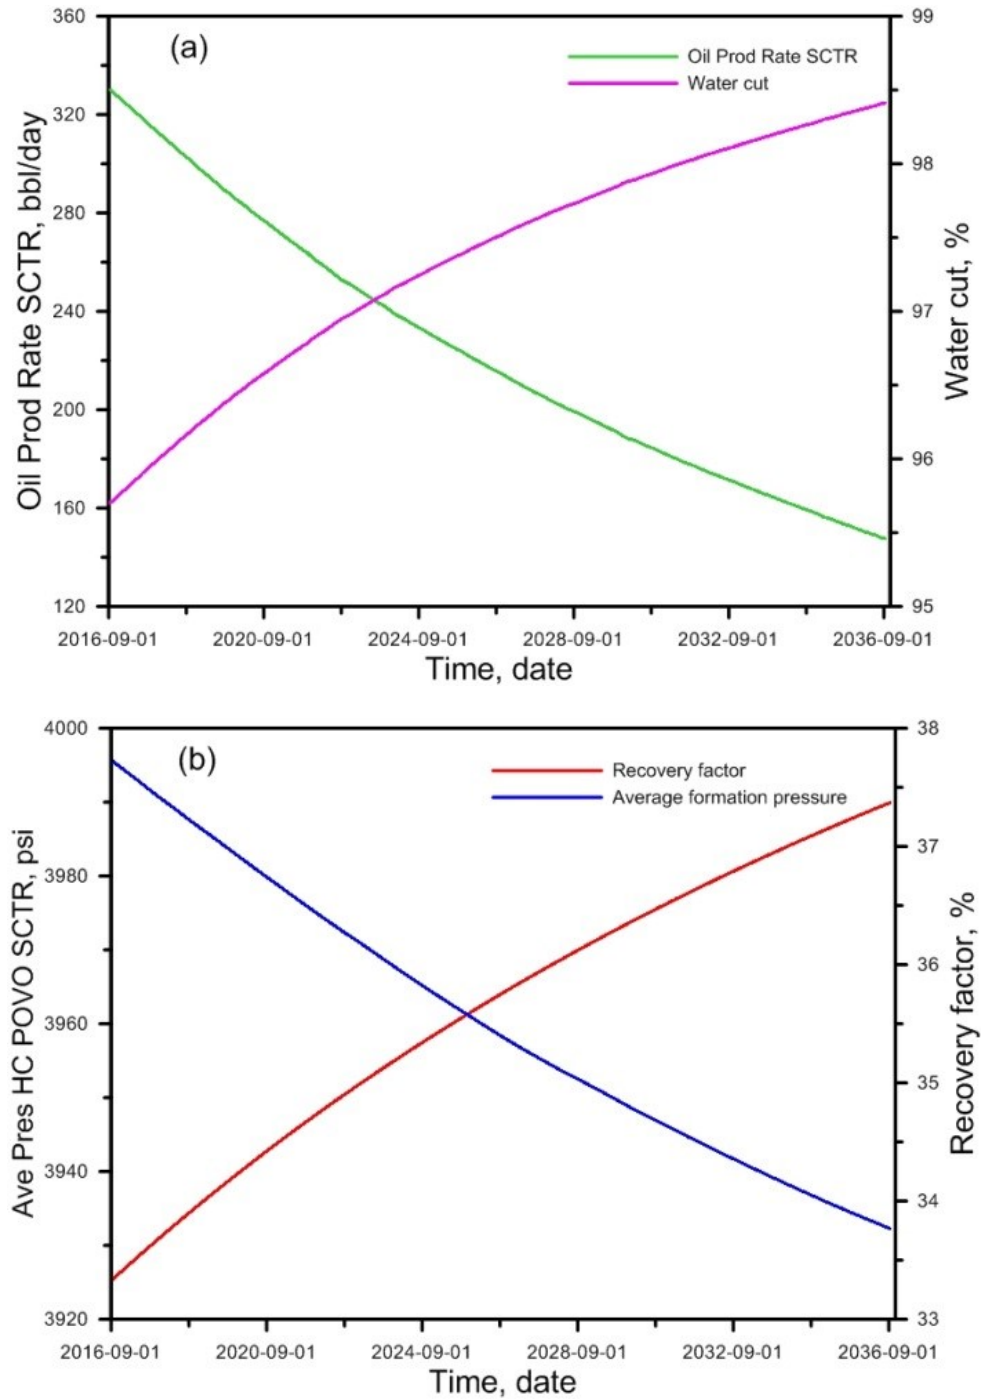 (a)
Oil Prod Rate SCTR
Water cut
Oil Prod Rate SCTR, bbl/day
360
320
280
240
200
160
120
Water cut, %
99
98
97
96
95
2016-09-01 2020-09-01 2024-09-01 2028-09-01 2032-09-01 2036-09-01
Time, date
(b)
Recovery factor
Average formation pressure
Ave Pres HC POVO SCTR, psi
4000
3980
3960
3940
3920
Recovery factor, %
38
37
36
35
34
33
2016-09-01 2020-09-01 2024-09-01 2028-09-01 2032-09-01 2036-09-01
Time, date